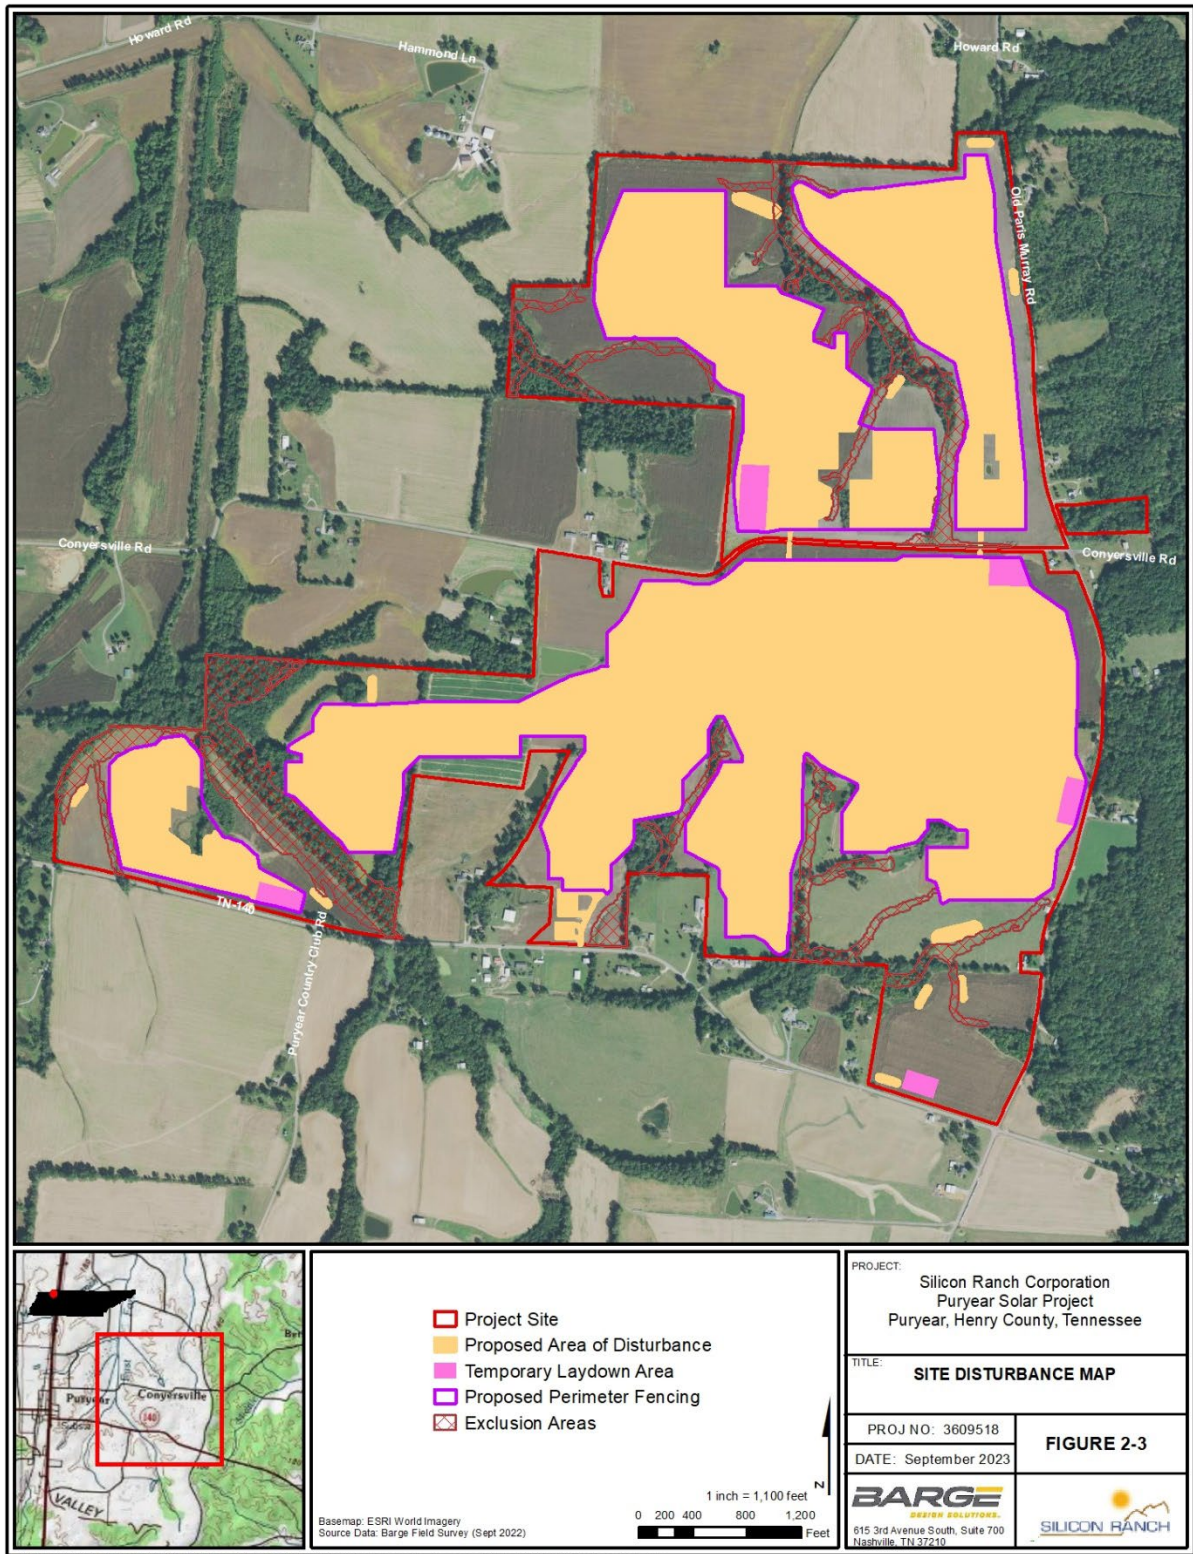 Howard Rd
Hammond Ln
Howard Rd
Old Paris Murray Rd
Conyersville Rd
Conyersville Rd
TN-140
Puryear Country Club Rd
Puryear
Conyersville
140
VALLEY
Project Site
Proposed Area of Disturbance
Temporary Laydown Area
Proposed Perimeter Fencing
Exclusion Areas
N
1 inch = 1,100 feet
0 200 400 800 1,200
Feet
Basemap: ESRI World Imagery
Source Data: Barge Field Survey (Sept 2022)
PROJECT:
Silicon Ranch Corporation
Puryear Solar Project
Puryear, Henry County, Tennessee
TITLE:
SITE DISTURBANCE MAP
PROJ NO: 3609518
DATE: September 2023
FIGURE 2-3
BARGE
DESIGN SOLUTIONS.
615 3rd Avenue South, Suite 700
Nashville, TN 37210
SILICON RANCH